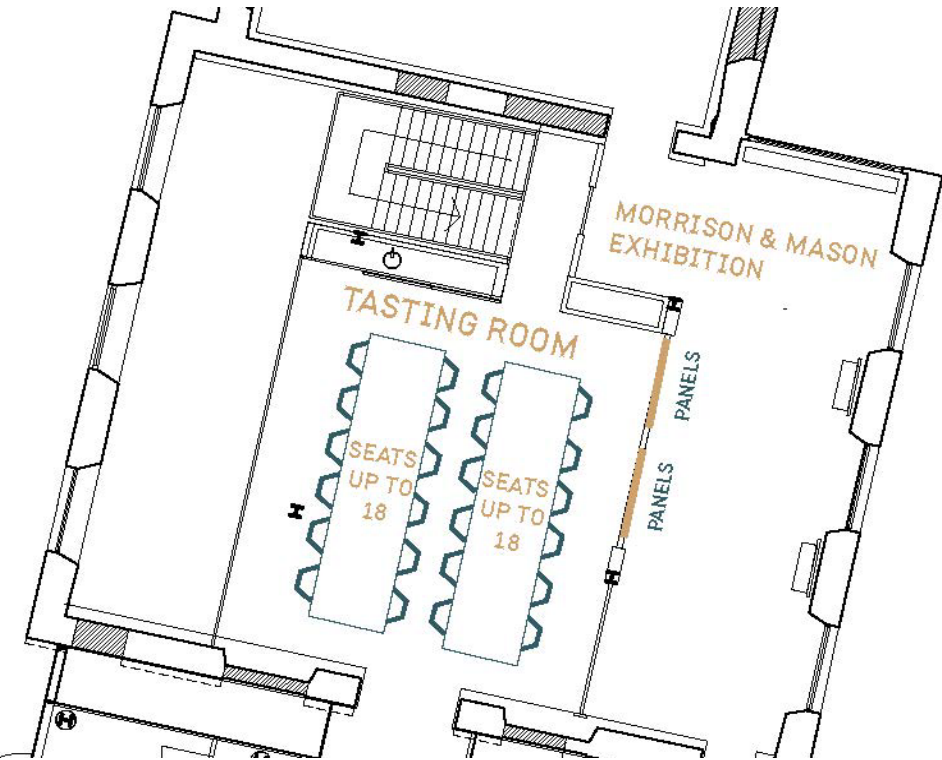 MORRISON & MASON
EXHIBITION
TASTING ROOM
PANELS
SEATS
UP TO
18
SEATS
UP TO
18
PANELS